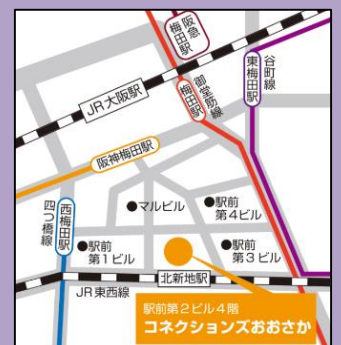 阪急
梅田駅
JR大阪駅
御堂筋線
梅田駅
東梅田駅
谷町線
阪神梅田駅
西梅田駅
四つ橋線
●マルビル
●駅前
第4ビル
●駅前
第1ビル
●駅前
第3ビル
北新地駅
JR東西線
駅前第2ビル4階
コネクションズおおさか